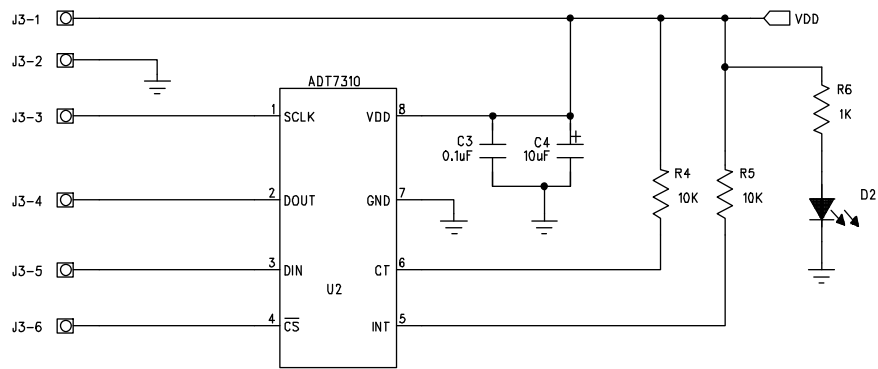 J3-1
VDD
J3-2
ADT7310
R6
1K
J3-3
1
SCLK
VDD
8
C3
0.1uF
C4
10uF
+
R4
10K
R5
10K
J3-4
2
DOUT
GND
7
D2
J3-5
3
DIN
CT
6
U2
J3-6
4
CS
INT
5